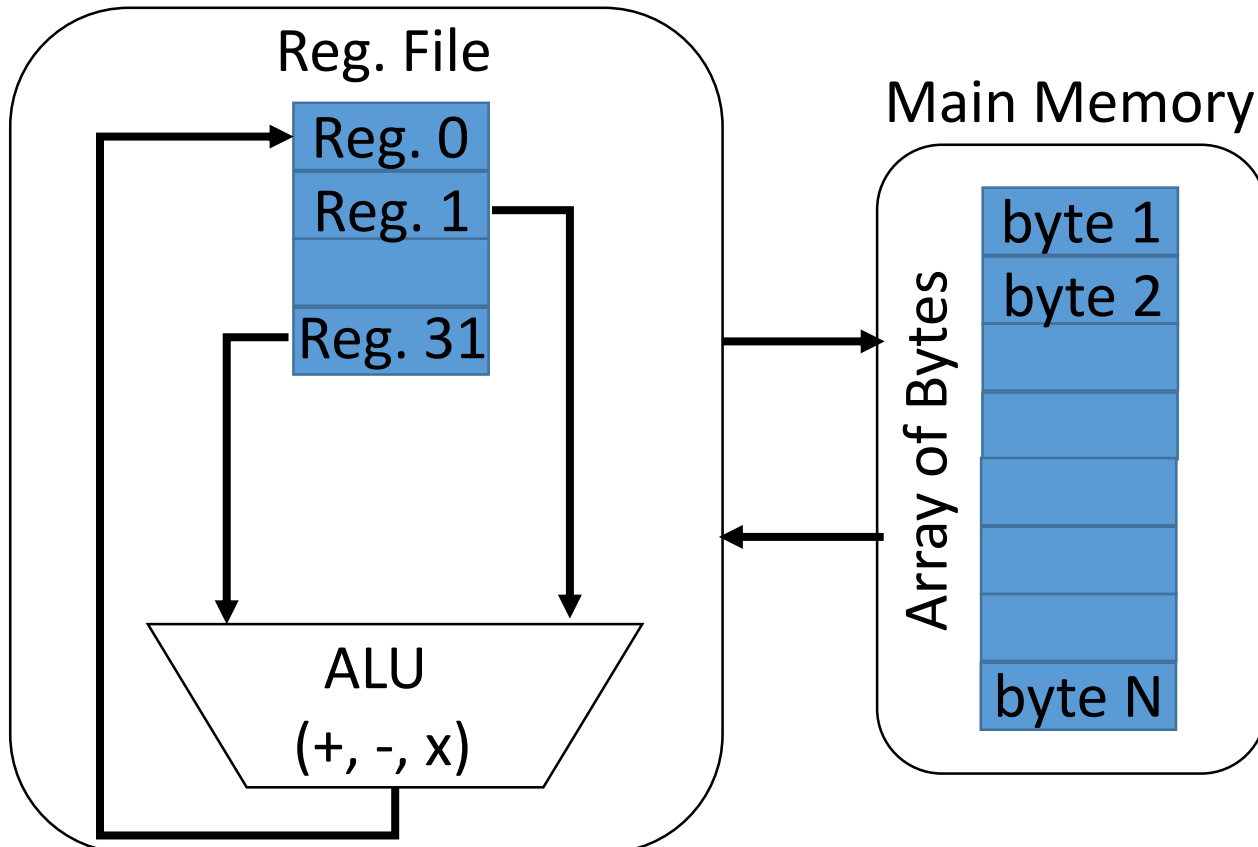 Reg. File
Reg. 0
Reg. 1
Reg. 31
ALU
(+, -, x)
Main Memory
Array of Bytes
byte 1
byte 2
byte N